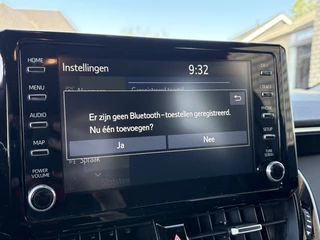 HOME
MENU
AUDIO
MAP
POWER
VOLUME
Instellingen
9:32
Er zijn geen Bluetooth-toestellen geregistreerd.
Nu één toevoegen?
Ja
Nee
Spraak
PHONE
SETUP
TUNE
SCROLL